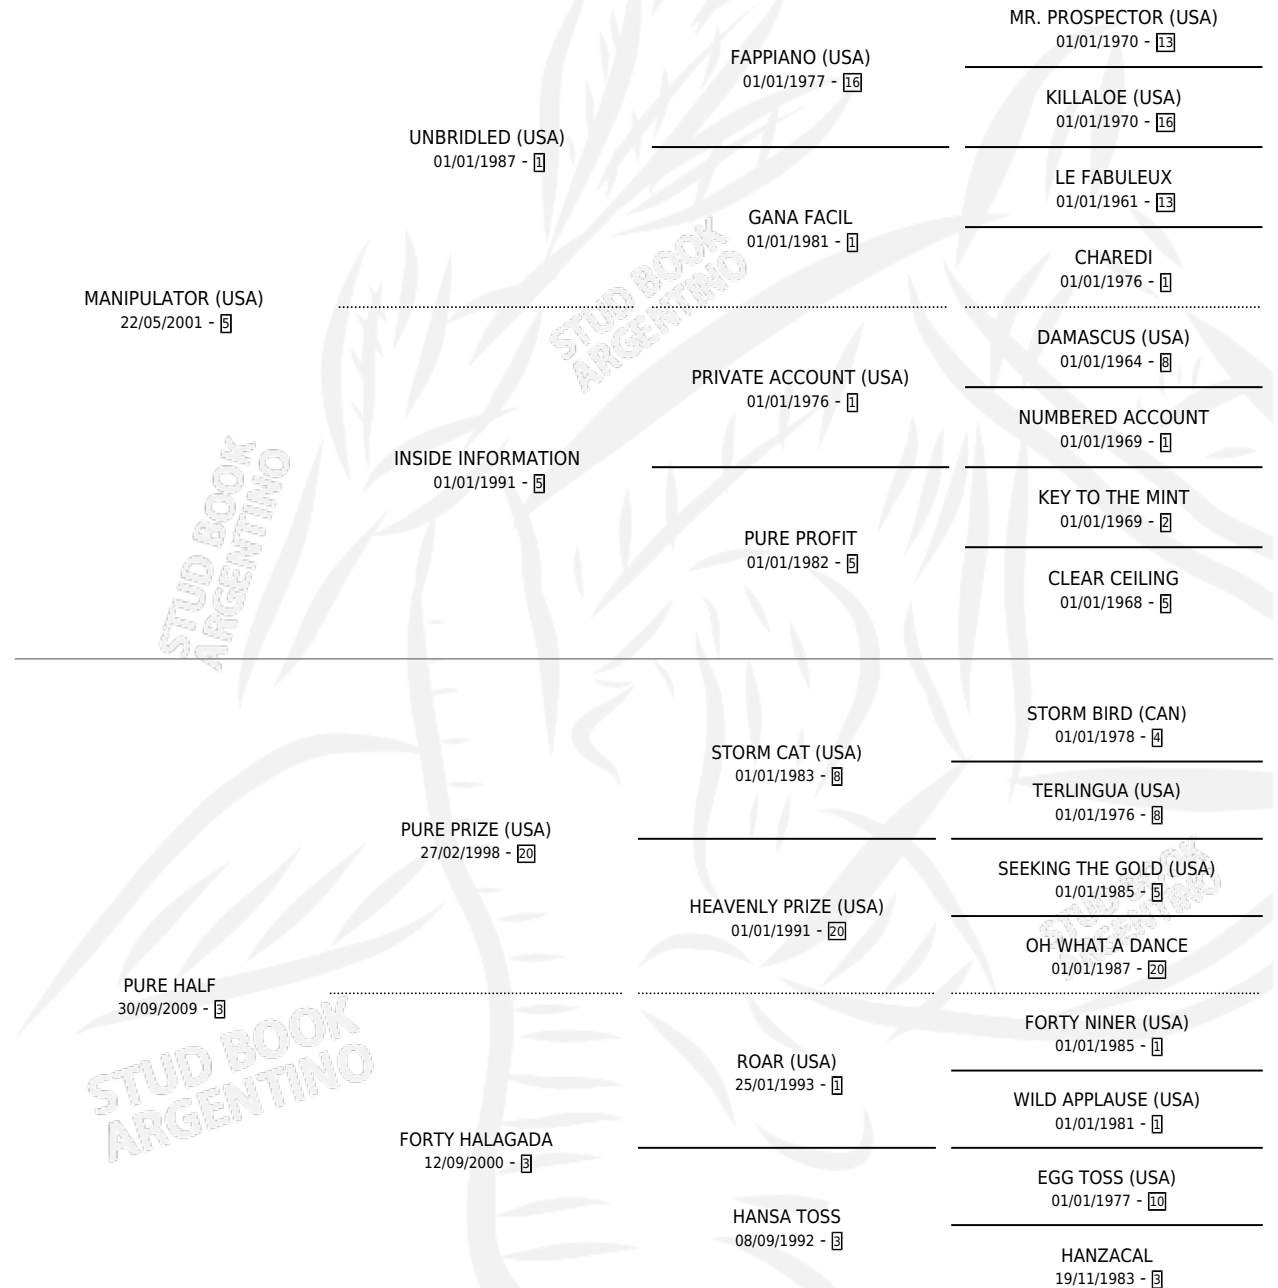 MR. PROSPECTOR (USA)
01/01/1970 - 13
FAPPIANO (USA)
01/01/1977 - 16
KILLALOE (USA)
01/01/1970 - 16
UNBRIDLED (USA)
01/01/1987 - 1
LE FABULEUX
01/01/1961 - 13
GANA FACIL
01/01/1981 - 1
CHAREDI
01/01/1976 - 1
MANIPULATOR (USA)
22/05/2001 - 5
DAMASCUS (USA)
01/01/1964 - 8
PRIVATE ACCOUNT (USA)
01/01/1976 - 1
NUMBERED ACCOUNT
01/01/1969 - 1
INSIDE INFORMATION
01/01/1991 - 5
KEY TO THE MINT
01/01/1969 - 2
PURE PROFIT
01/01/1982 - 5
CLEAR CEILING
01/01/1968 - 5
STUD BOOK
ARGENTINO
STUD BOOK
ARGENTINO
STORM BIRD (CAN)
01/01/1978 - 4
STORM CAT (USA)
01/01/1983 - 8
TERLINGUA (USA)
01/01/1976 - 8
PURE PRIZE (USA)
27/02/1998 - 20
SEEKING THE GOLD (USA)
01/01/1985 - 5
HEAVENLY PRIZE (USA)
01/01/1991 - 20
OH WHAT A DANCE
01/01/1987 - 20
STUD BOOK
ARGENTINO
PURE HALF
30/09/2009 - 3
FORTY NINER (USA)
01/01/1985 - 1
ROAR (USA)
25/01/1993 - 1
WILD APPLAUSE (USA)
01/01/1981 - 1
FORTY HALAGADA
12/09/2000 - 3
EGG TOSS (USA)
01/01/1977 - 10
HANSA TOSS
08/09/1992 - 3
HANZACAL
19/11/1983 - 3
STUD BOOK
ARGENTINO